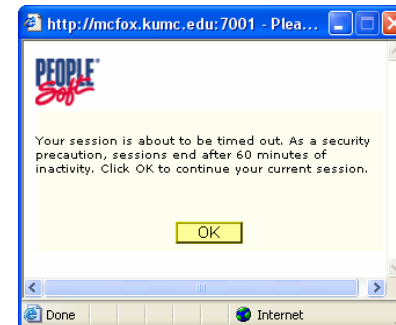 http://mcfox.kumc.edu:7001 - Plea...
PEOPLE
Soft
Your session is about to be timed out. As a security
precaution, sessions end after 60 minutes of
inactivity. Click OK to continue your current session.
OK
Done
Internet